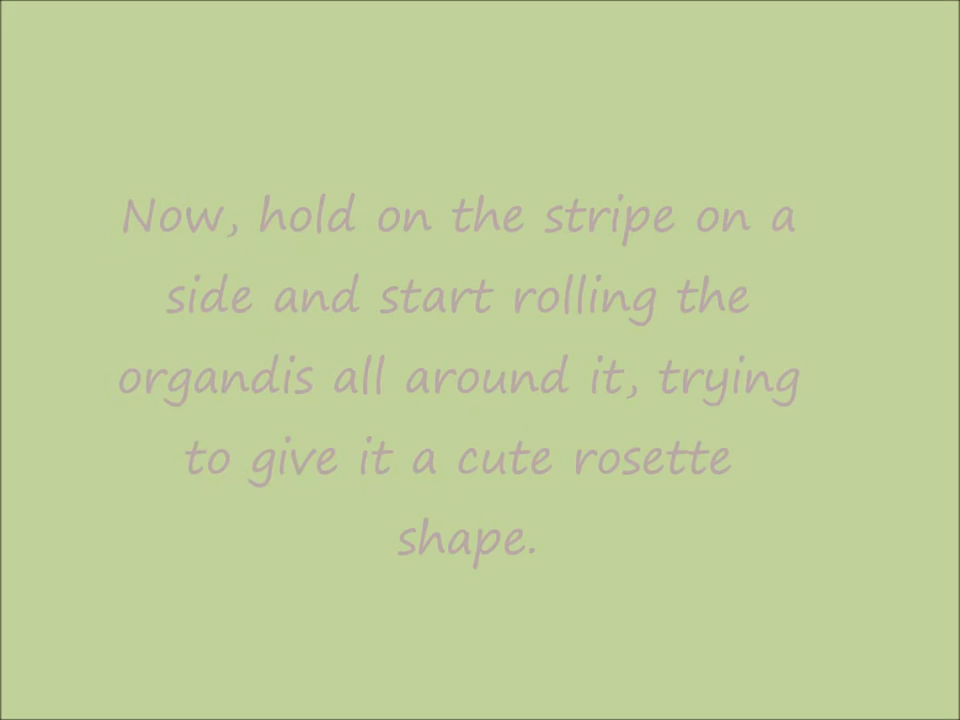 Now, hold on the stripe on a
side and start rolling the
organdis all around it, trying
to give it a cute rosette
shape.